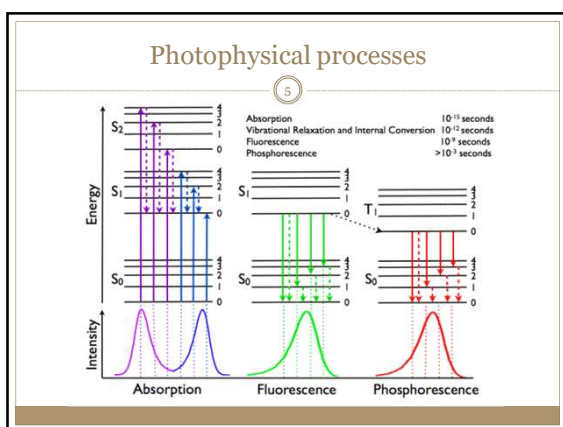 Photophysical processes
5
Absorption 10⁻¹⁵ seconds
Vibrational Relaxation and Internal Conversion 10⁻¹² seconds
Fluorescence 10⁻⁹ seconds
Phosphorescence >10⁻³ seconds
Energy
S₂
4
3
2
1
0
S₁
4
3
2
1
0
S₀
4
3
2
1
0
S₁
4
3
2
1
0
S₀
4
3
2
1
0
T₁
4
3
2
1
0
S₀
4
3
2
1
0
Intensity
Absorption
Fluorescence
Phosphorescence